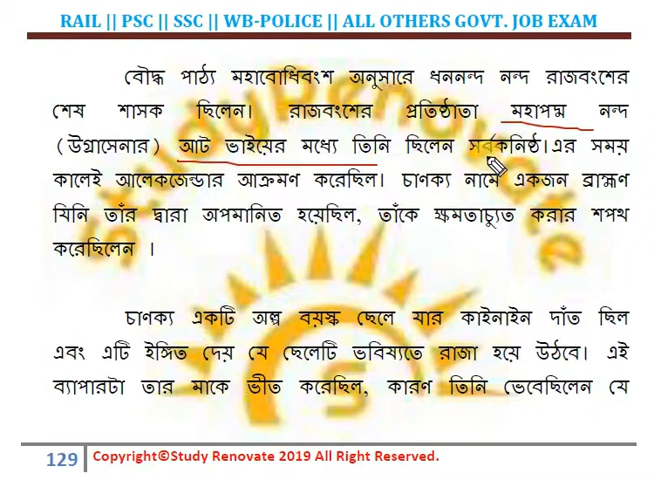 RAIL || PSC || SSC || WB-POLICE || ALL OTHERS GOVT. JOB EXAM
বৌদ্ধ পাঠ্য মহাবোধিবংশ অনুসারে ধননন্দ নন্দ রাজবংশের
শেষ শাসক ছিলেন। রাজবংশের প্রতিষ্ঠাতা মহাপদ্ম নন্দ
(উগ্রাসেনার) আট ভাইয়ের মধ্যে তিনি ছিলেন সর্বকনিষ্ঠ।এর সময়
কালেই আলেকজেন্ডার আক্রমণ করেছিল। চাণক্য নামে একজন ব্রাহ্মণ
যিনি তাঁর দ্বারা অপমানিত হয়েছিল, তাঁকে ক্ষমতাচ্যুত করার শপথ
করেছিলেন ।
চাণক্য একটি অল্প বয়স্ক ছেলে যার কাইনাইন দাঁত ছিল
এবং এটি ইঙ্গিত দেয় যে ছেলেটি ভবিষ্যতে রাজা হয়ে উঠবে। এই
ব্যাপারটা তার মাকে ভীত করেছিল, কারণ তিনি ভেবেছিলেন যে
StudyRenovate
S
129 Copyright©Study Renovate 2019 All Right Reserved.